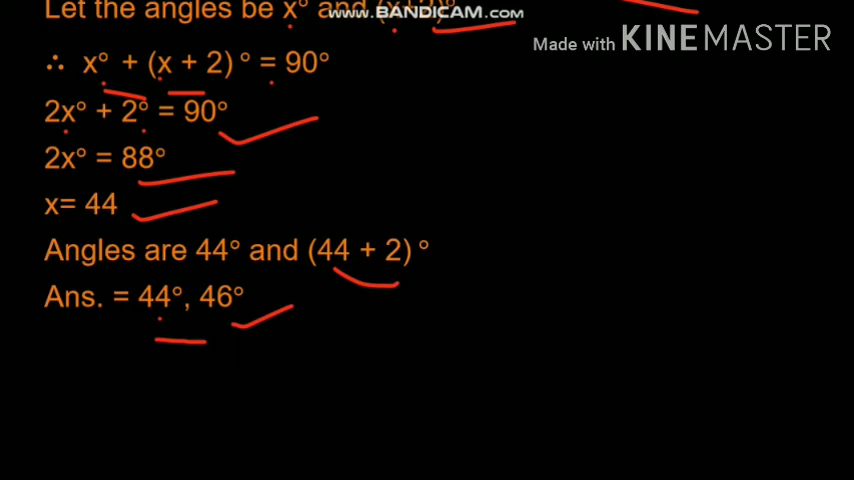 Let the angles be x° and (x+2)°
www.BANDICAM.com
Made with KINEMASTER
∴ x° + (x + 2) ° = 90°
2x° + 2° = 90°
2x° = 88°
x= 44
Angles are 44° and (44 + 2) °
Ans. = 44°, 46°